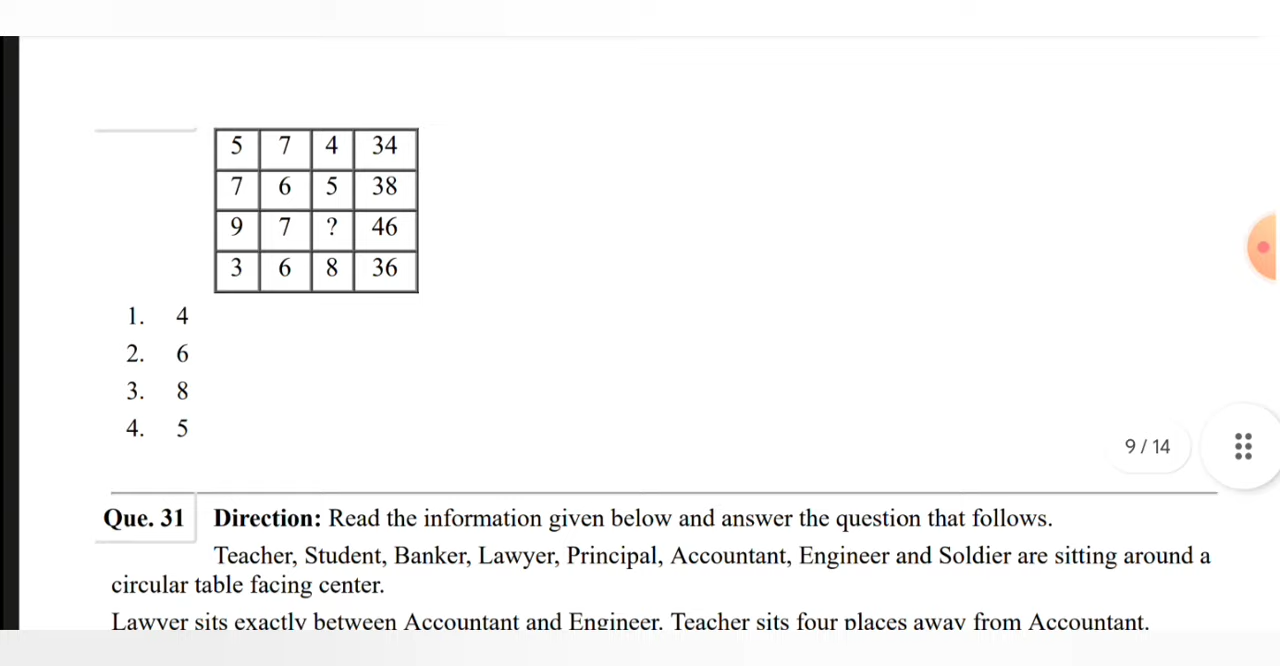 5 7 4 34
7 6 5 38
9 7 ? 46
3 6 8 36
1. 4
2. 6
3. 8
4. 5
9 / 14
Que. 31 Direction: Read the information given below and answer the question that follows.
Teacher, Student, Banker, Lawyer, Principal, Accountant, Engineer and Soldier are sitting around a
circular table facing center.
Lawyer sits exactly between Accountant and Engineer. Teacher sits four places away from Accountant.